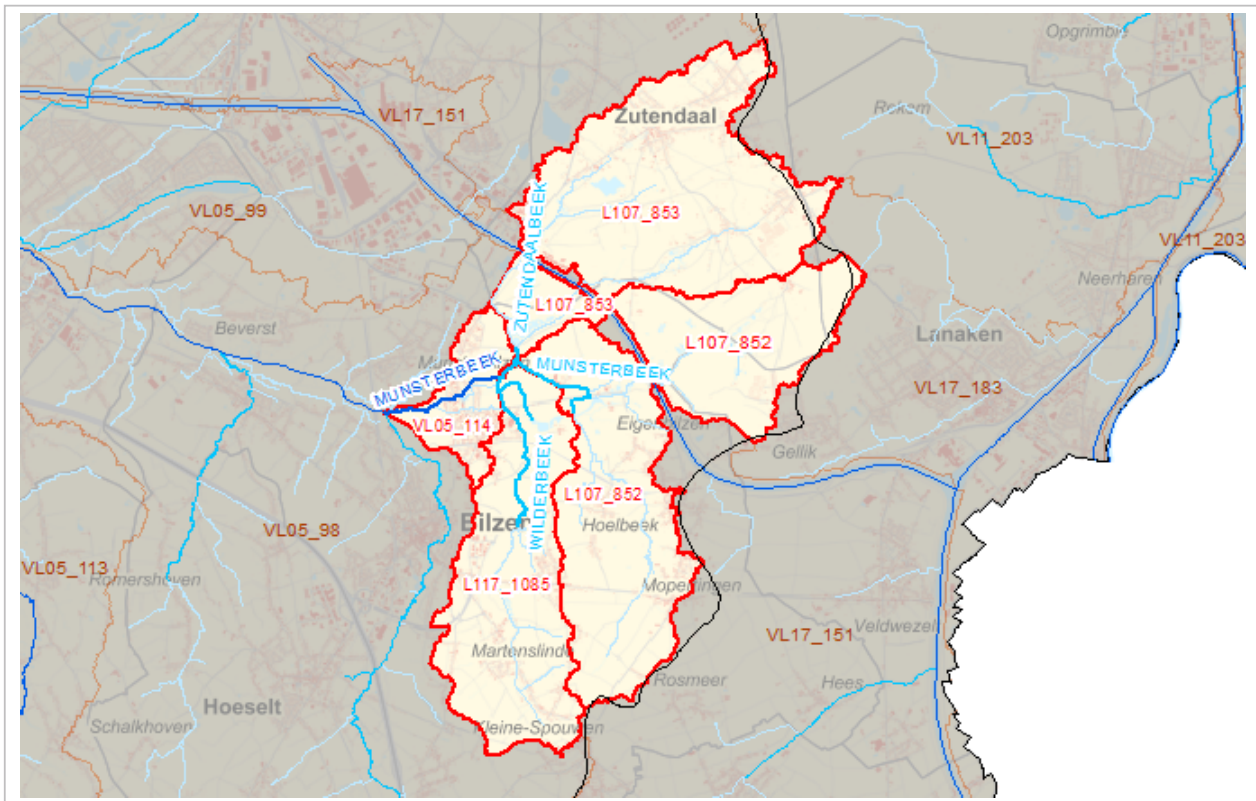 Opgrimbie
VL17_151
Zutendaal
Rekem
VL11_203
VL05_99
L107_853
VL11_203
ZUTENDAALBEEK
Neerharen
L107_853
Beverst
Lanaken
L107_852
MUNSTERBEEK
MUNSTERBEEK
VL17_183
VL05_114
Gellik
L107_852
Bilzen
Hoelbeek
WILDERBEEK
VL05_98
VL05_113
Romershoven
L117_1085
VL17_151
Veldwezelt
Martenslinde
Rosmeer
Hees
Hoeselt
Schalkhoven
Kleine-Spouwen